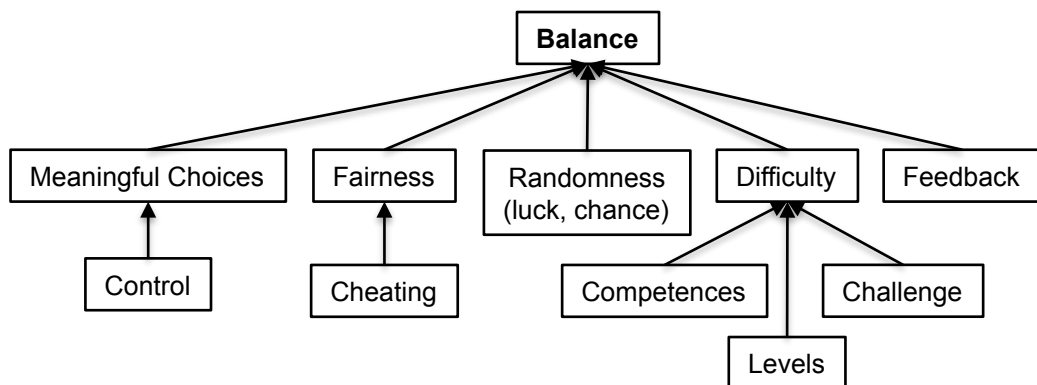 Balance
Meaningful Choices
Fairness
Randomness
(luck, chance)
Difficulty
Feedback
Control
Cheating
Competences
Challenge
Levels